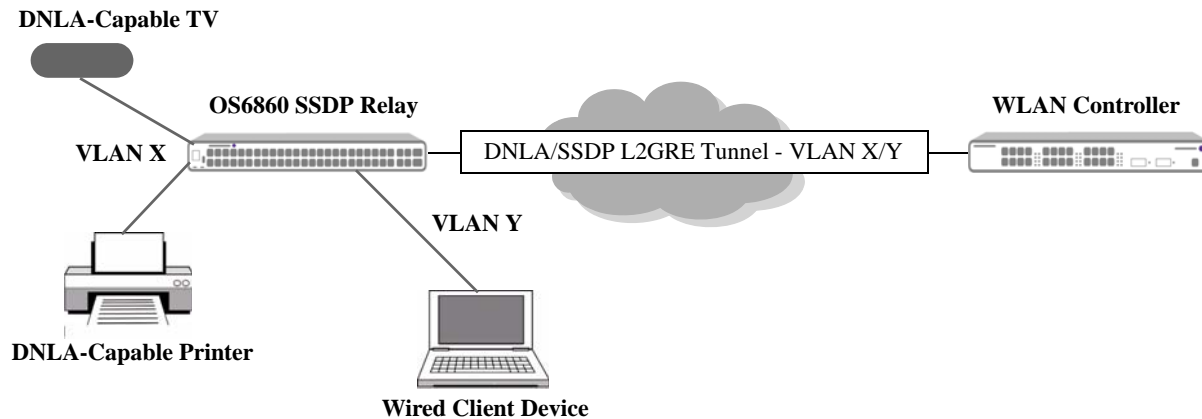 DNLA-Capable TV
OS6860 SSDP Relay
WLAN Controller
VLAN X
DNLA/SSDP L2GRE Tunnel - VLAN X/Y
VLAN Y
DNLA-Capable Printer
Wired Client Device